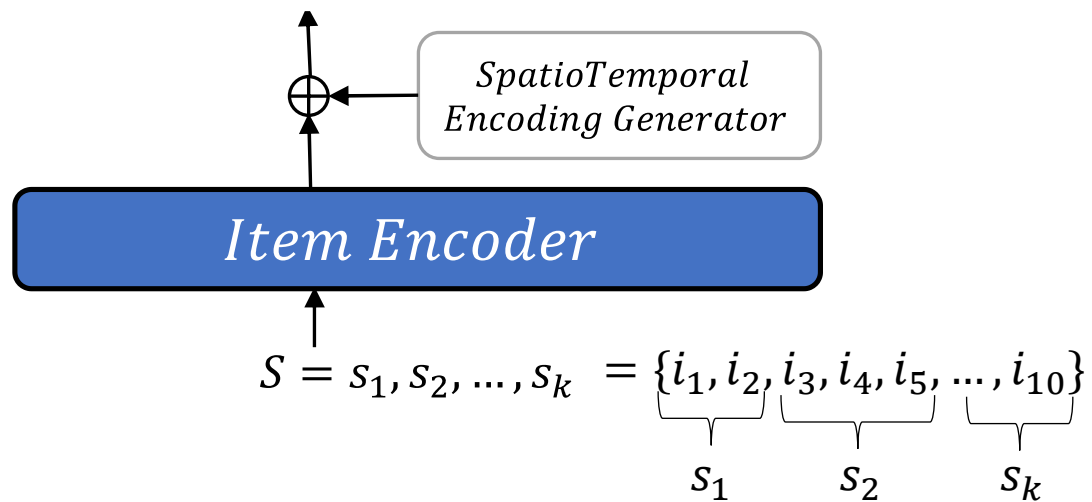 SpatioTemporal
Encoding Generator
Item Encoder
S = s₁, s₂, ..., sₖ = {i₁, i₂, i₃, i₄, i₅, ..., i₁₀}
s₁ s₂ sₖ